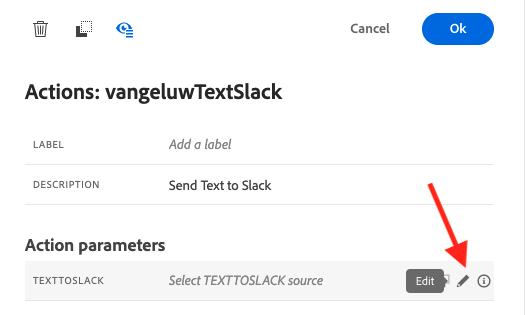 Cancel Ok
Actions: vangeluwTextSlack
LABEL Add a label
DESCRIPTION Send Text to Slack
Action parameters
TEXTTOSLACK Select TEXTTOSLACK source Edit